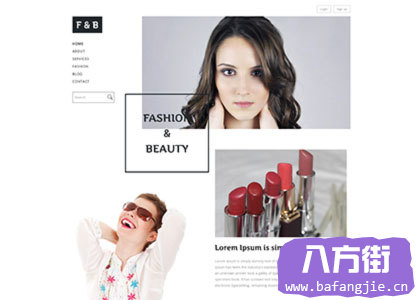 Login
Sign up
F & B
HOME
ABOUT
SERVICES
FASHION
BLOG
CONTACT
Search
FASHION
&
BEAUTY
Lorem Ipsum is sim
八方街
www.bafangjie.cn